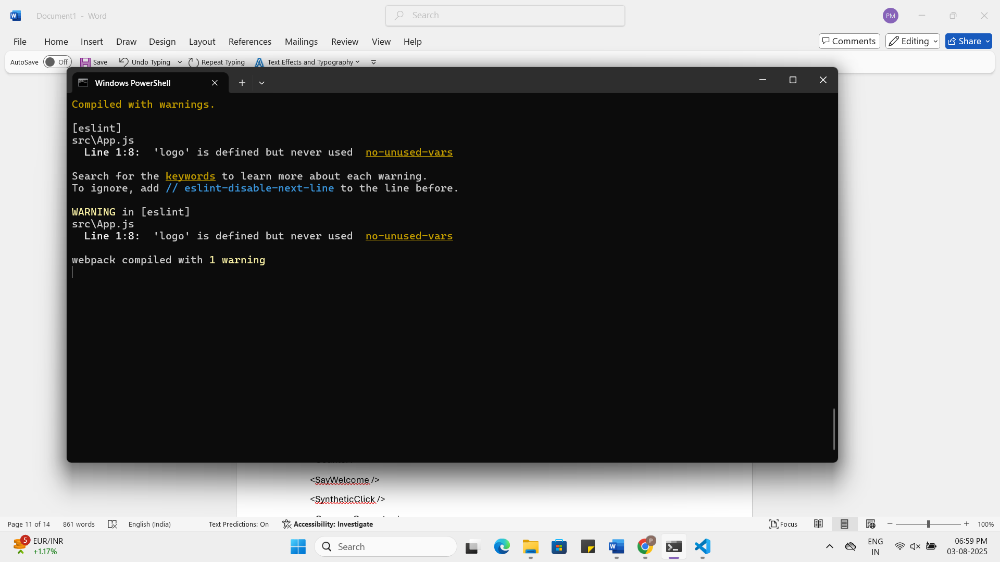 Document1 - Word
Search
PM
File Home Insert Draw Design Layout References Mailings Review View Help
Comments Editing Share
AutoSave Off Save Undo Typing Repeat Typing Text Effects and Typography
Windows PowerShell
Compiled with warnings.
[eslint]
src\App.js
Line 1:8: 'logo' is defined but never used no-unused-vars
Search for the keywords to learn more about each warning.
To ignore, add // eslint-disable-next-line to the line before.
WARNING in [eslint]
src\App.js
Line 1:8: 'logo' is defined but never used no-unused-vars
webpack compiled with 1 warning
<SayWelcome />
<SyntheticClick />
Page 11 of 14 861 words English (India) Text Predictions: On Accessibility: Investigate Focus 100%
5 EUR/INR
+1.17%
Search
P
ENG
IN
06:59 PM
03-08-2025